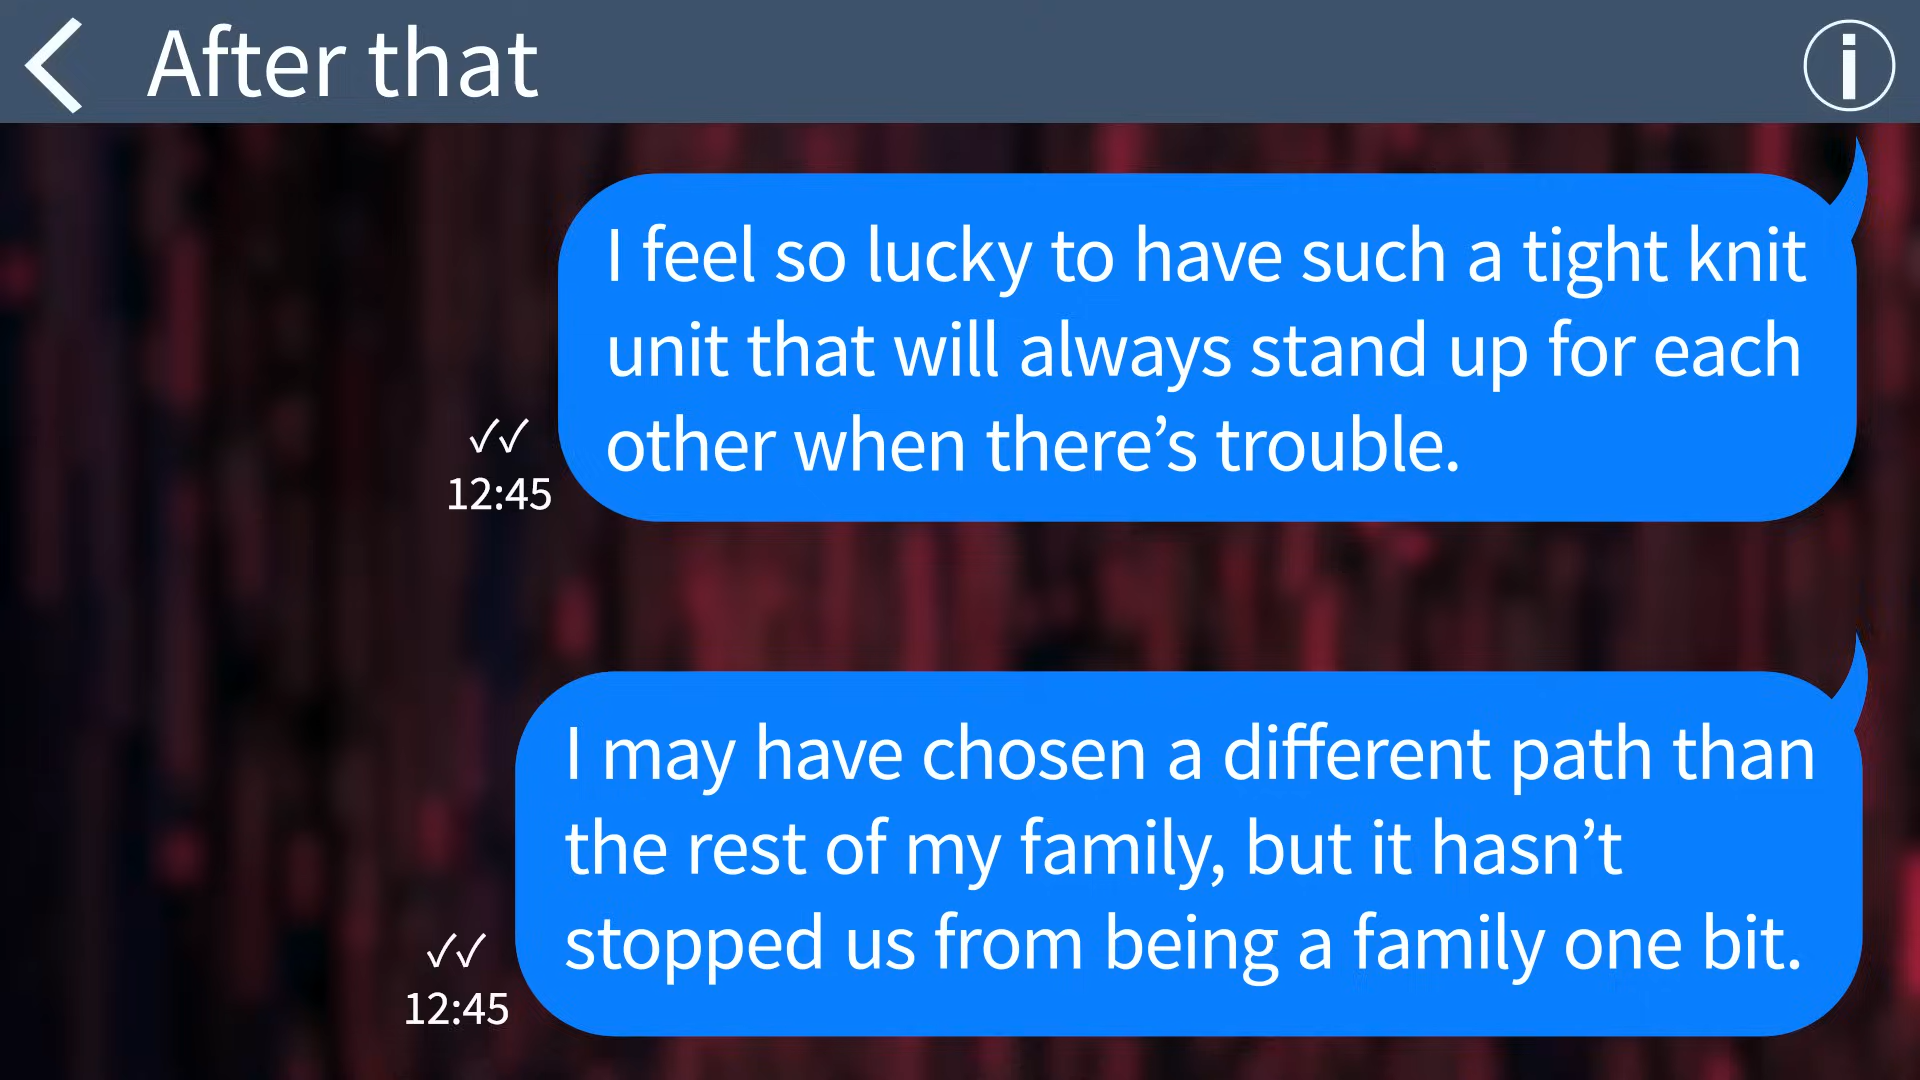 After that
I feel so lucky to have such a tight knit
unit that will always stand up for each
other when there’s trouble.
✓✓
12:45
I may have chosen a different path than
the rest of my family, but it hasn’t
stopped us from being a family one bit.
✓✓
12:45